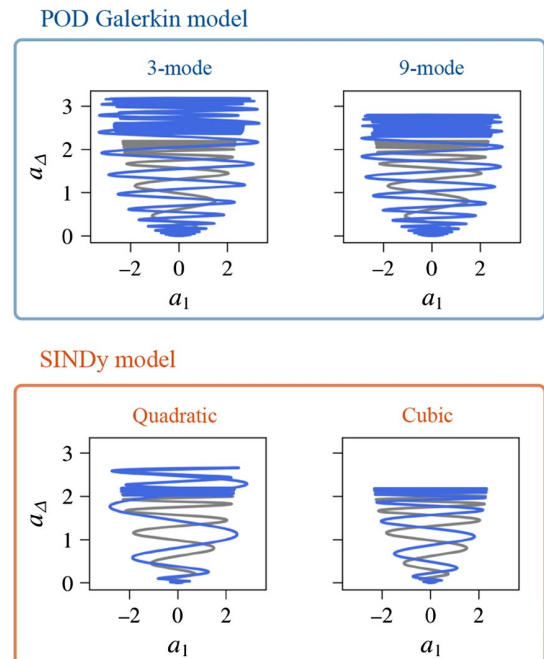 POD Galerkin model
3-mode 9-mode
3
2
1
0
a_Δ
−2 0 2 −2 0 2
a_1 a_1
SINDy model
Quadratic Cubic
3
2
1
0
a_Δ
−2 0 2 −2 0 2
a_1 a_1